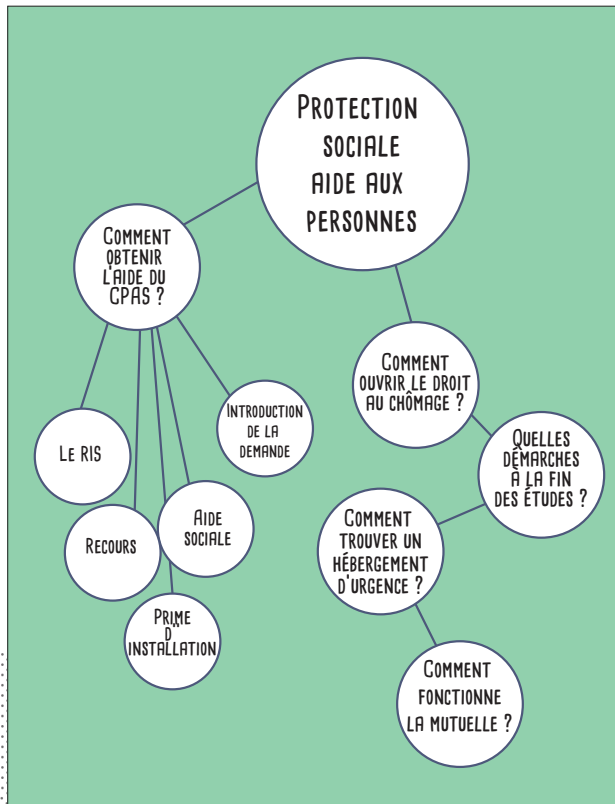 PROTECTION
SOCIALE
AIDE AUX
PERSONNES
COMMENT
OBTENIR
L'AIDE DU
CPAS ?
LE RIS
RECOURS
PRIME
D'
INSTALLATION
AIDE
SOCIALE
INTRODUCTION
DE LA
DEMANDE
COMMENT
OUVRIR LE DROIT
AU CHÔMAGE ?
QUELLES
DÉMARCHES
À LA FIN
DES ÉTUDES ?
COMMENT
TROUVER UN
HÉBERGEMENT
D'URGENCE ?
COMMENT
FONCTIONNE
LA MUTUELLE ?